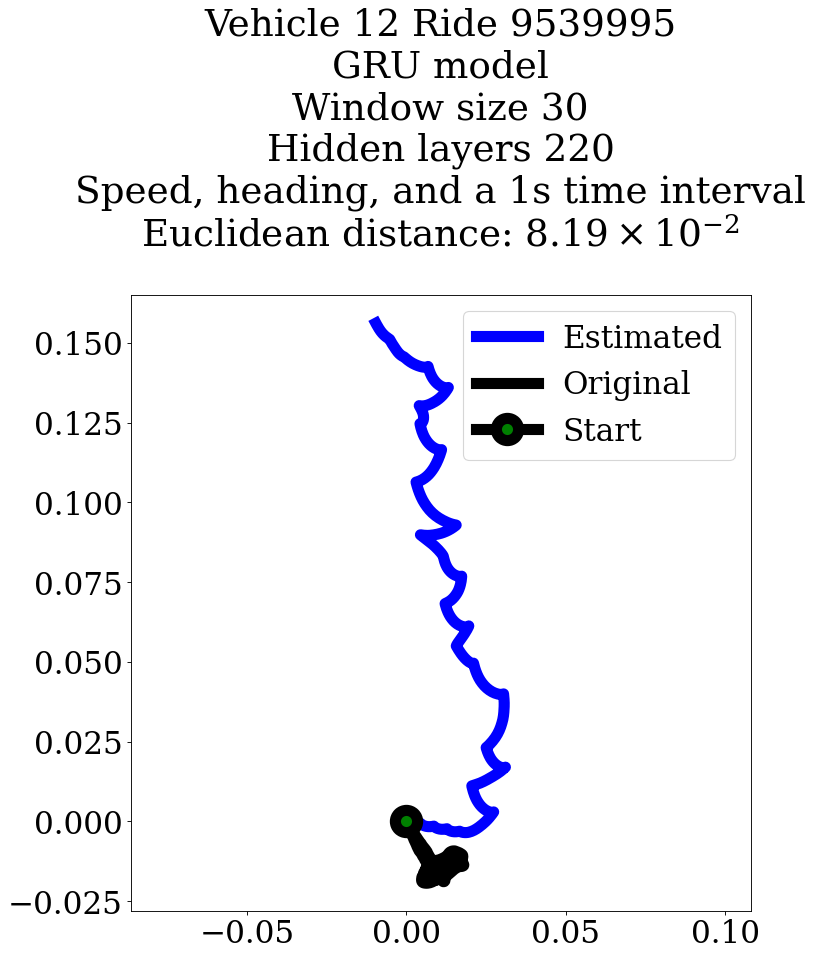 Vehicle 12 Ride 9539995
GRU model
Window size 30
Hidden layers 220
Speed, heading, and a 1s time interval
Euclidean distance: 8.19 × 10⁻²
Estimated
Original
Start
0.150
0.125
0.100
0.075
0.050
0.025
0.000
−0.025
−0.05 0.00 0.05 0.10